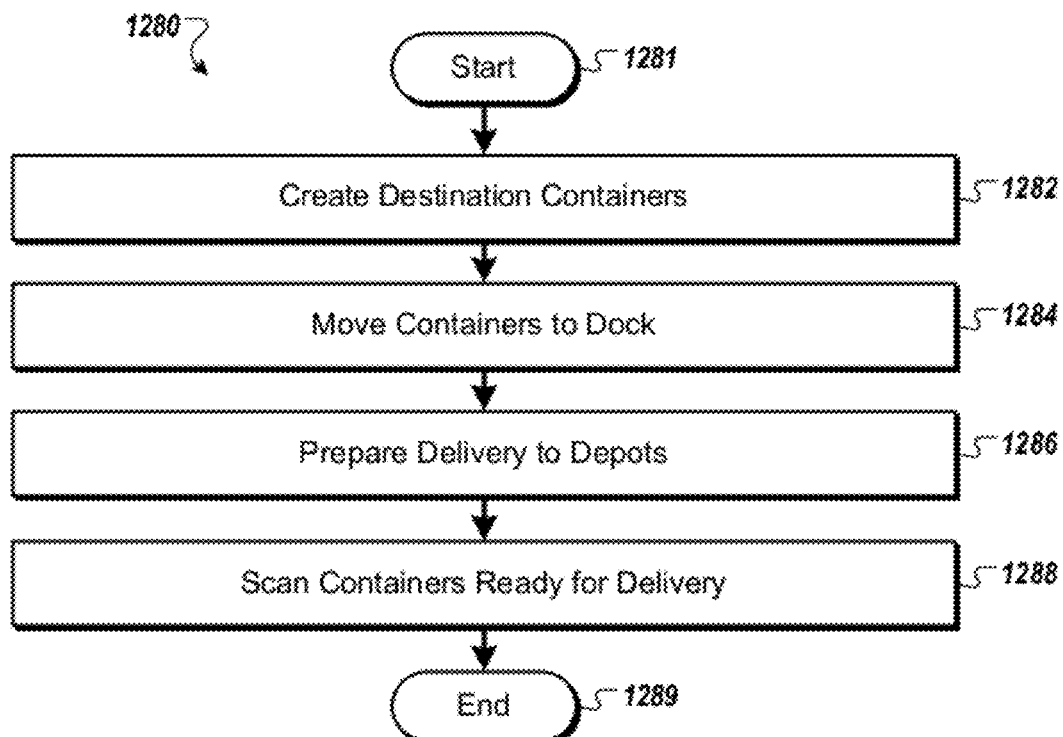 1280
Start
1281
Create Destination Containers
1282
Move Containers to Dock
1284
Prepare Delivery to Depots
1286
Scan Containers Ready for Delivery
1288
End
1289